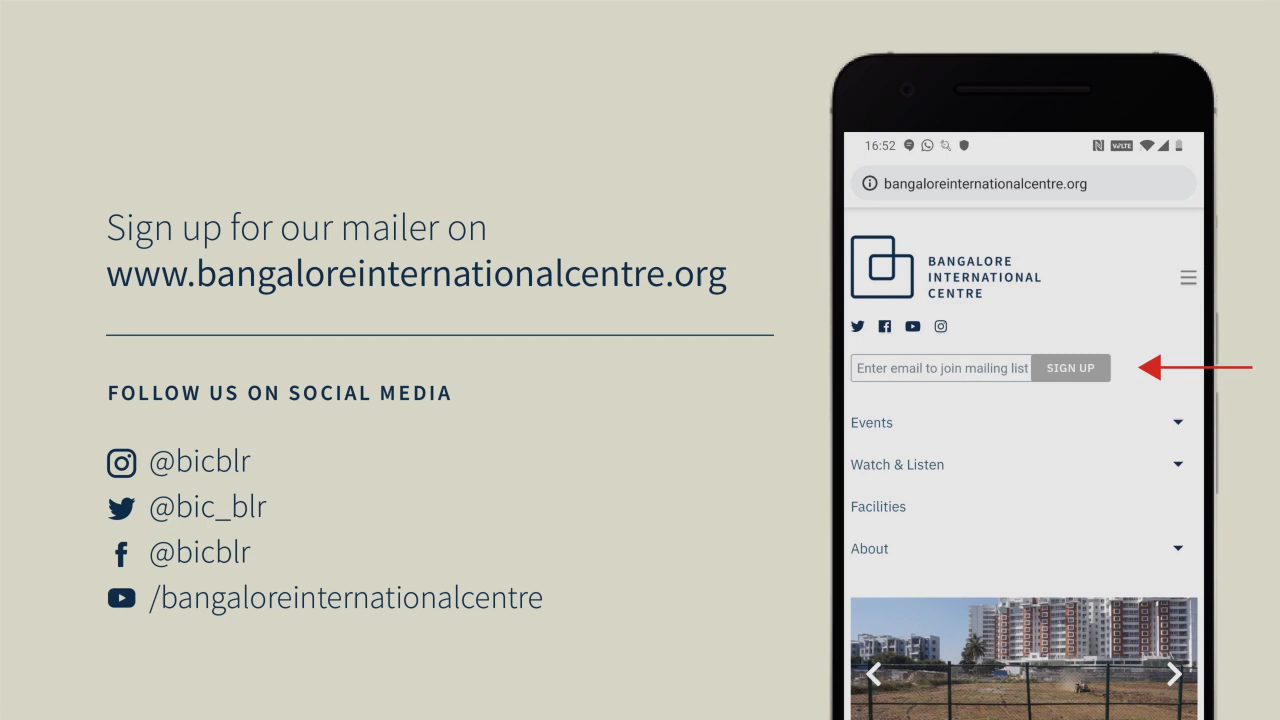 Sign up for our mailer on
www.bangaloreinternationalcentre.org
FOLLOW US ON SOCIAL MEDIA
@bicblr
@bic_blr
@bicblr
/bangaloreinternationalcentre
16:52
VoLTE
bangaloreinternationalcentre.org
BANGALORE
INTERNATIONAL
CENTRE
Enter email to join mailing list SIGN UP
Events
Watch & Listen
Facilities
About